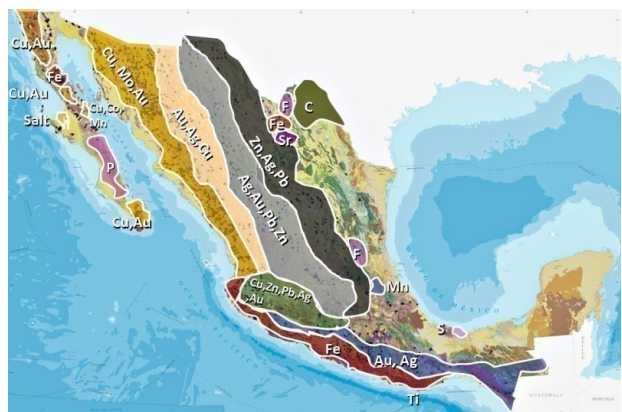 Cu,Au
Fe
Cu,Au
Salt
Cu,Co,
Mn
P
Cu,Au
Cu, Mo,Au
Au,Ag,Cu
Ag,Au,Pb,Zn
Zn,Ag,Pb
F
C
Fe
Sr
F
Mn
Cu,Zn,Pb,Ag
,Au
S
Fe
Au, Ag
Ti